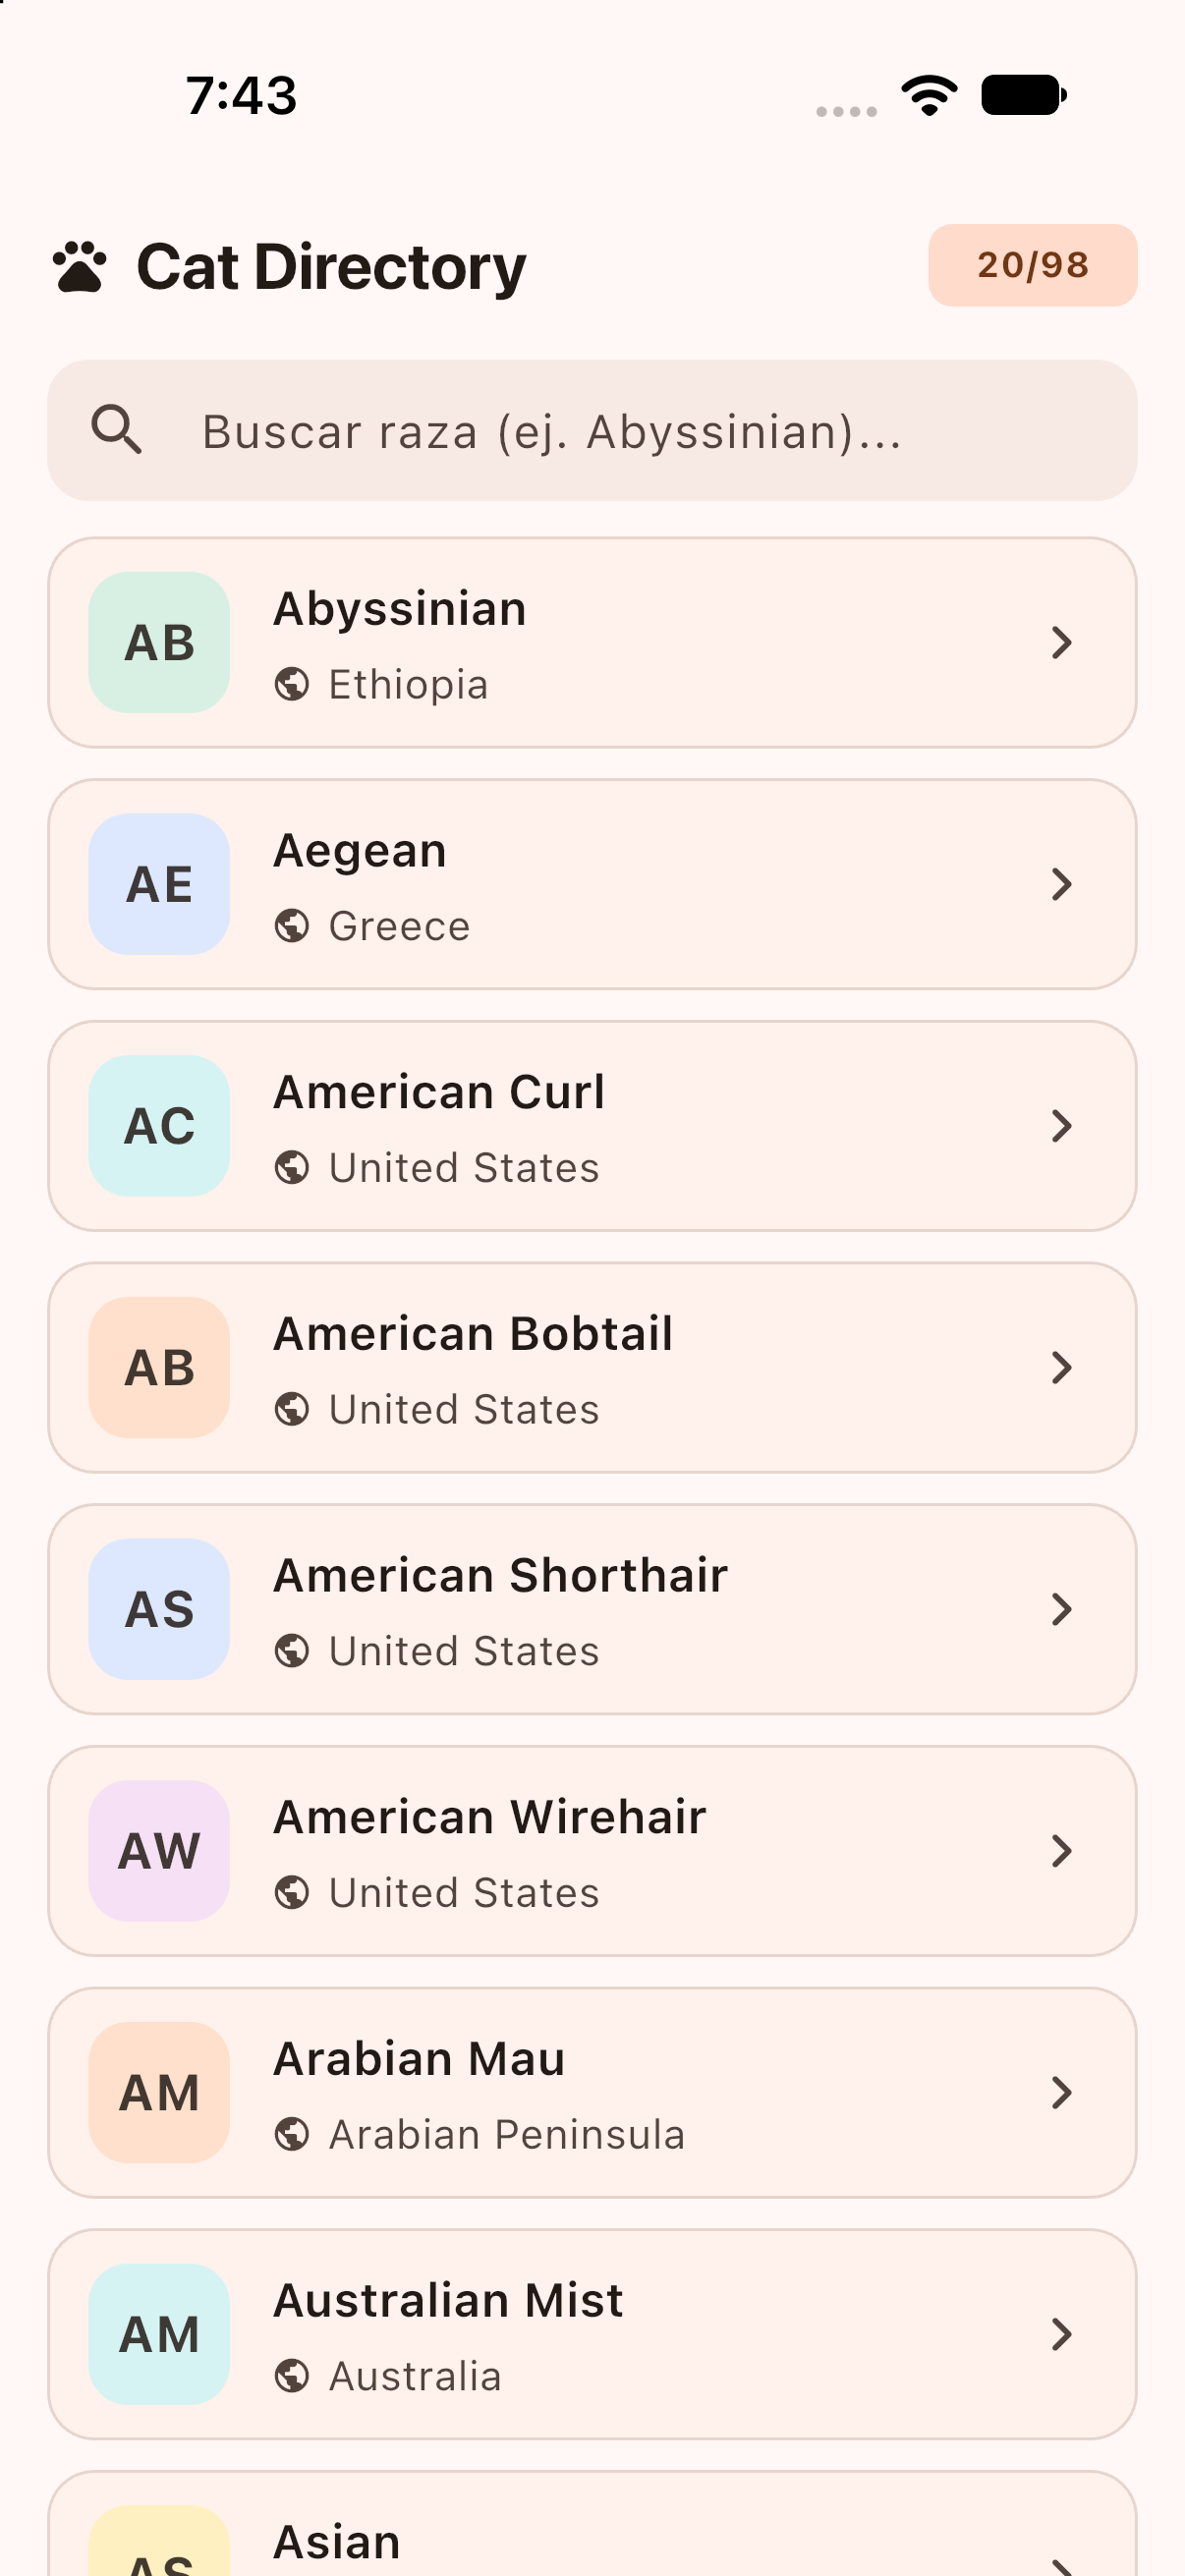 7:43
Cat Directory
20/98
Buscar raza (ej. Abyssinian)...
AB
Abyssinian
Ethiopia
AE
Aegean
Greece
AC
American Curl
United States
AB
American Bobtail
United States
AS
American Shorthair
United States
AW
American Wirehair
United States
AM
Arabian Mau
Arabian Peninsula
AM
Australian Mist
Australia
AS
Asian